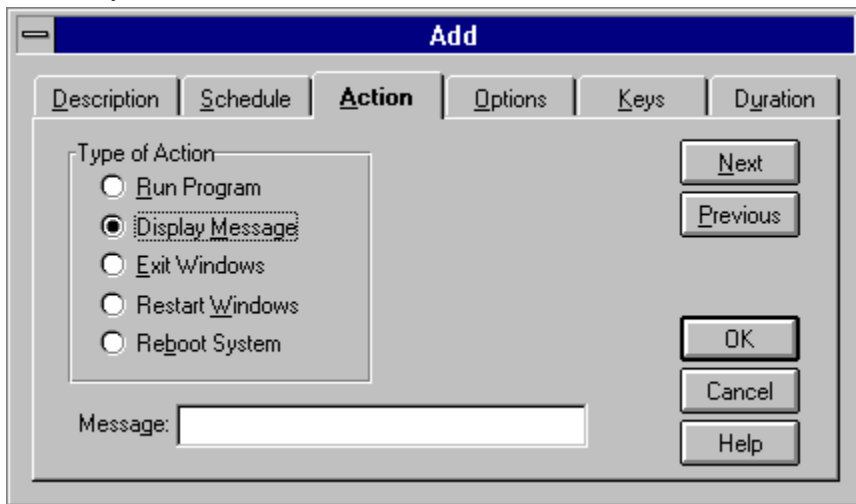 Add
Description Schedule Action Options Keys Duration
Type of Action
Run Program
Display Message
Exit Windows
Restart Windows
Reboot System
Message:
Next
Previous
OK
Cancel
Help